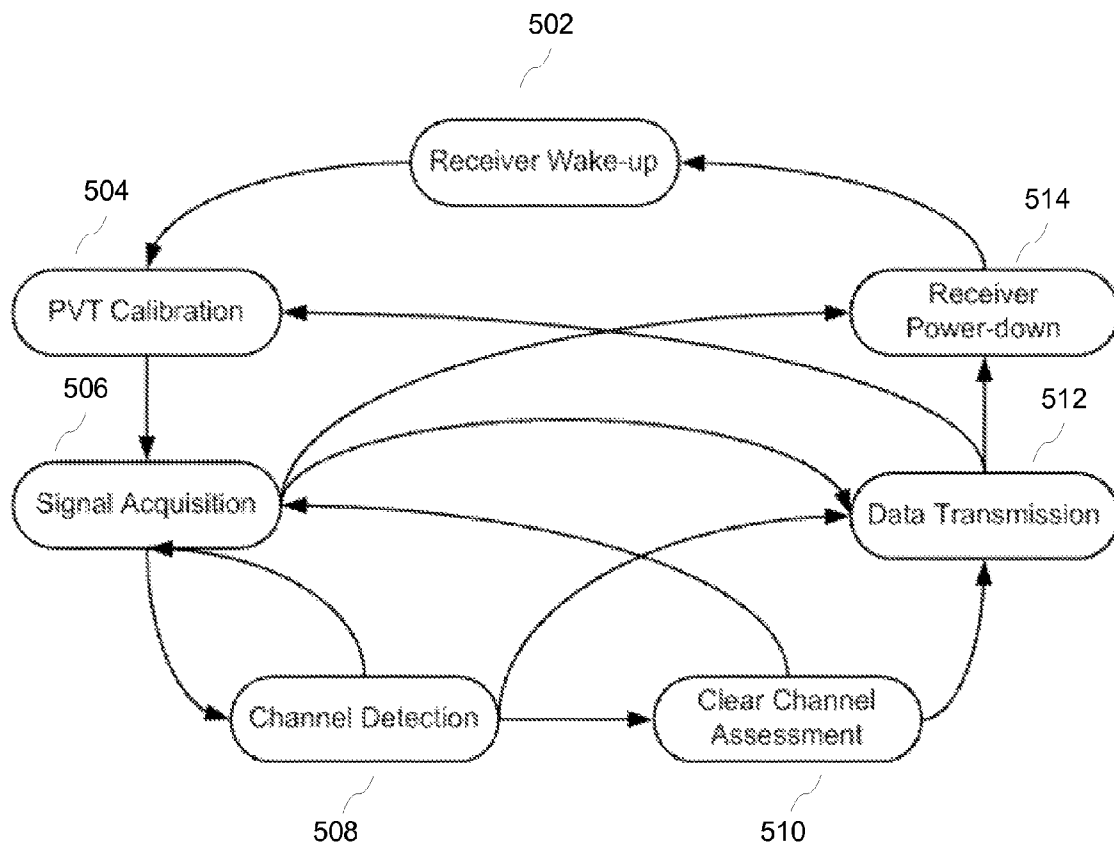 502
Receiver Wake-up
504
PVT Calibration
514
Receiver
Power-down
506
Signal Acquisition
512
Data Transmission
Channel Detection
508
Clear Channel
Assessment
510